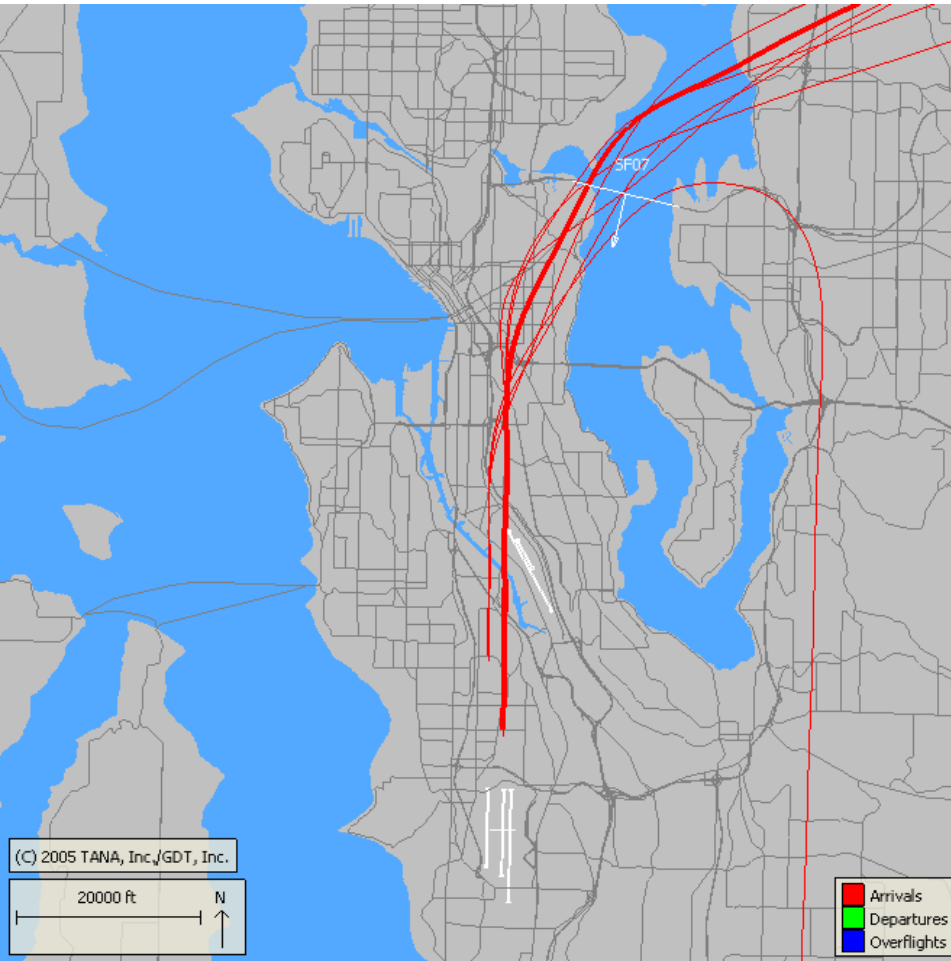 SF07
(C) 2005 TANA, Inc./GDT, Inc.
20000 ft
N
Arrivals
Departures
Overflights